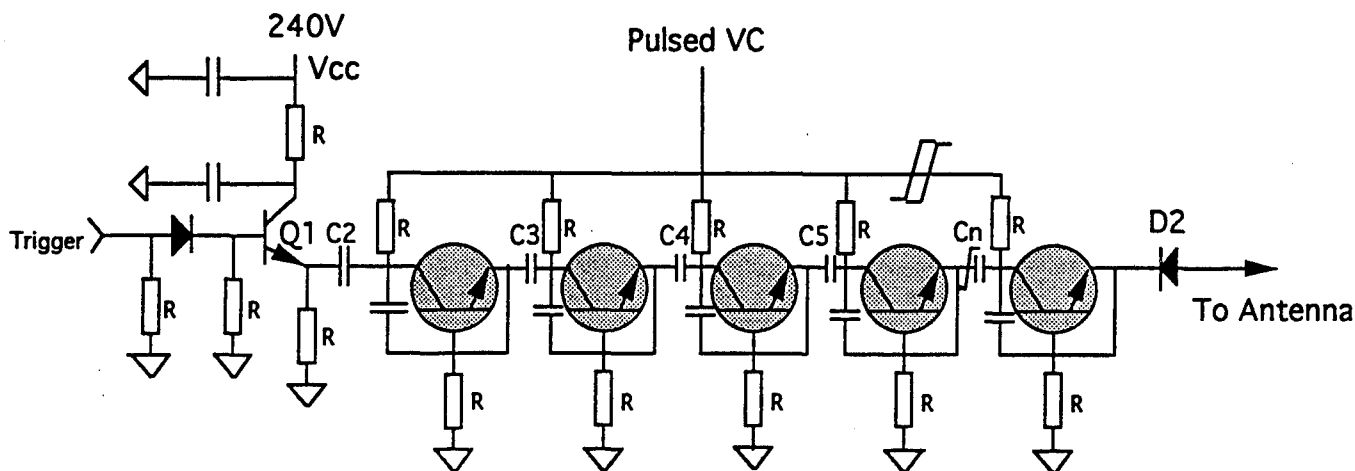 240V
Pulsed VC
Vcc
R
R R R R R
D2
Trigger Q1 C2 C3 C4 C5 Cn
To Antenna
R R R
R R R R R